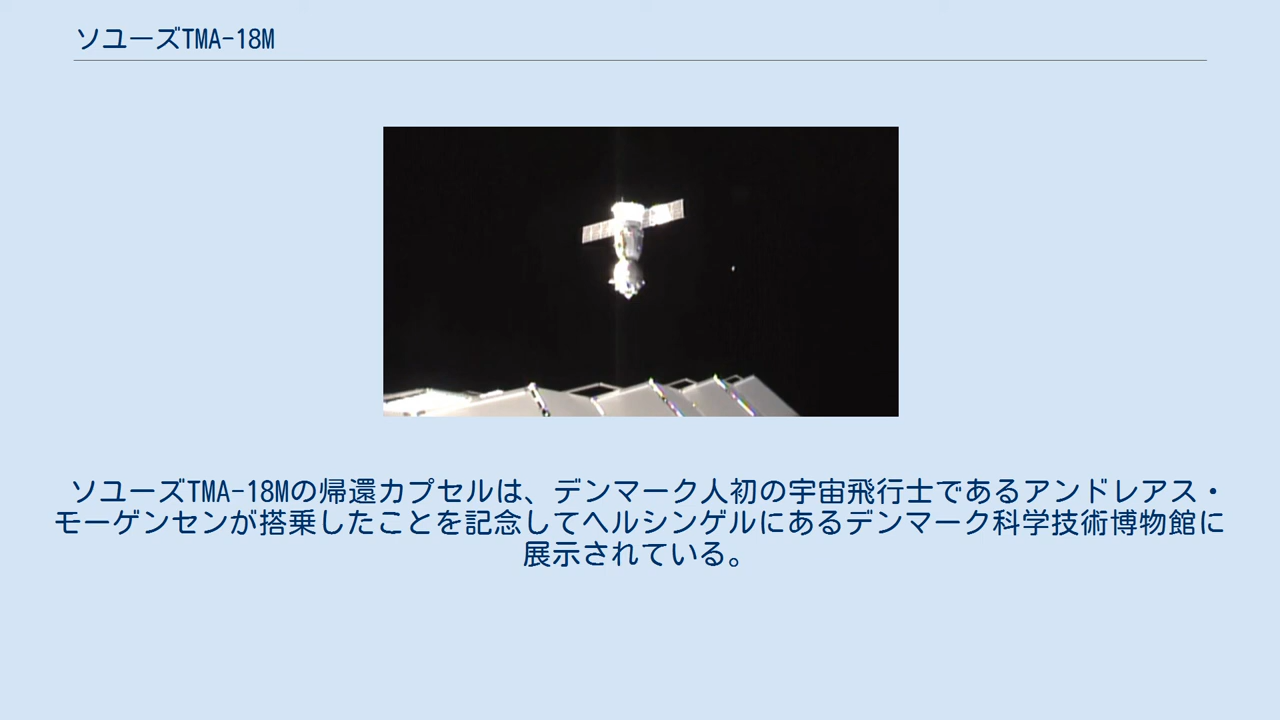 ソユーズTMA-18M
ソユーズTMA-18Mの帰還カプセルは、デンマーク人初の宇宙飛行士であるアンドレアス・
モーゲンセンが搭乗したことを記念してヘルシンゲルにあるデンマーク科学技術博物館に
展示されている。